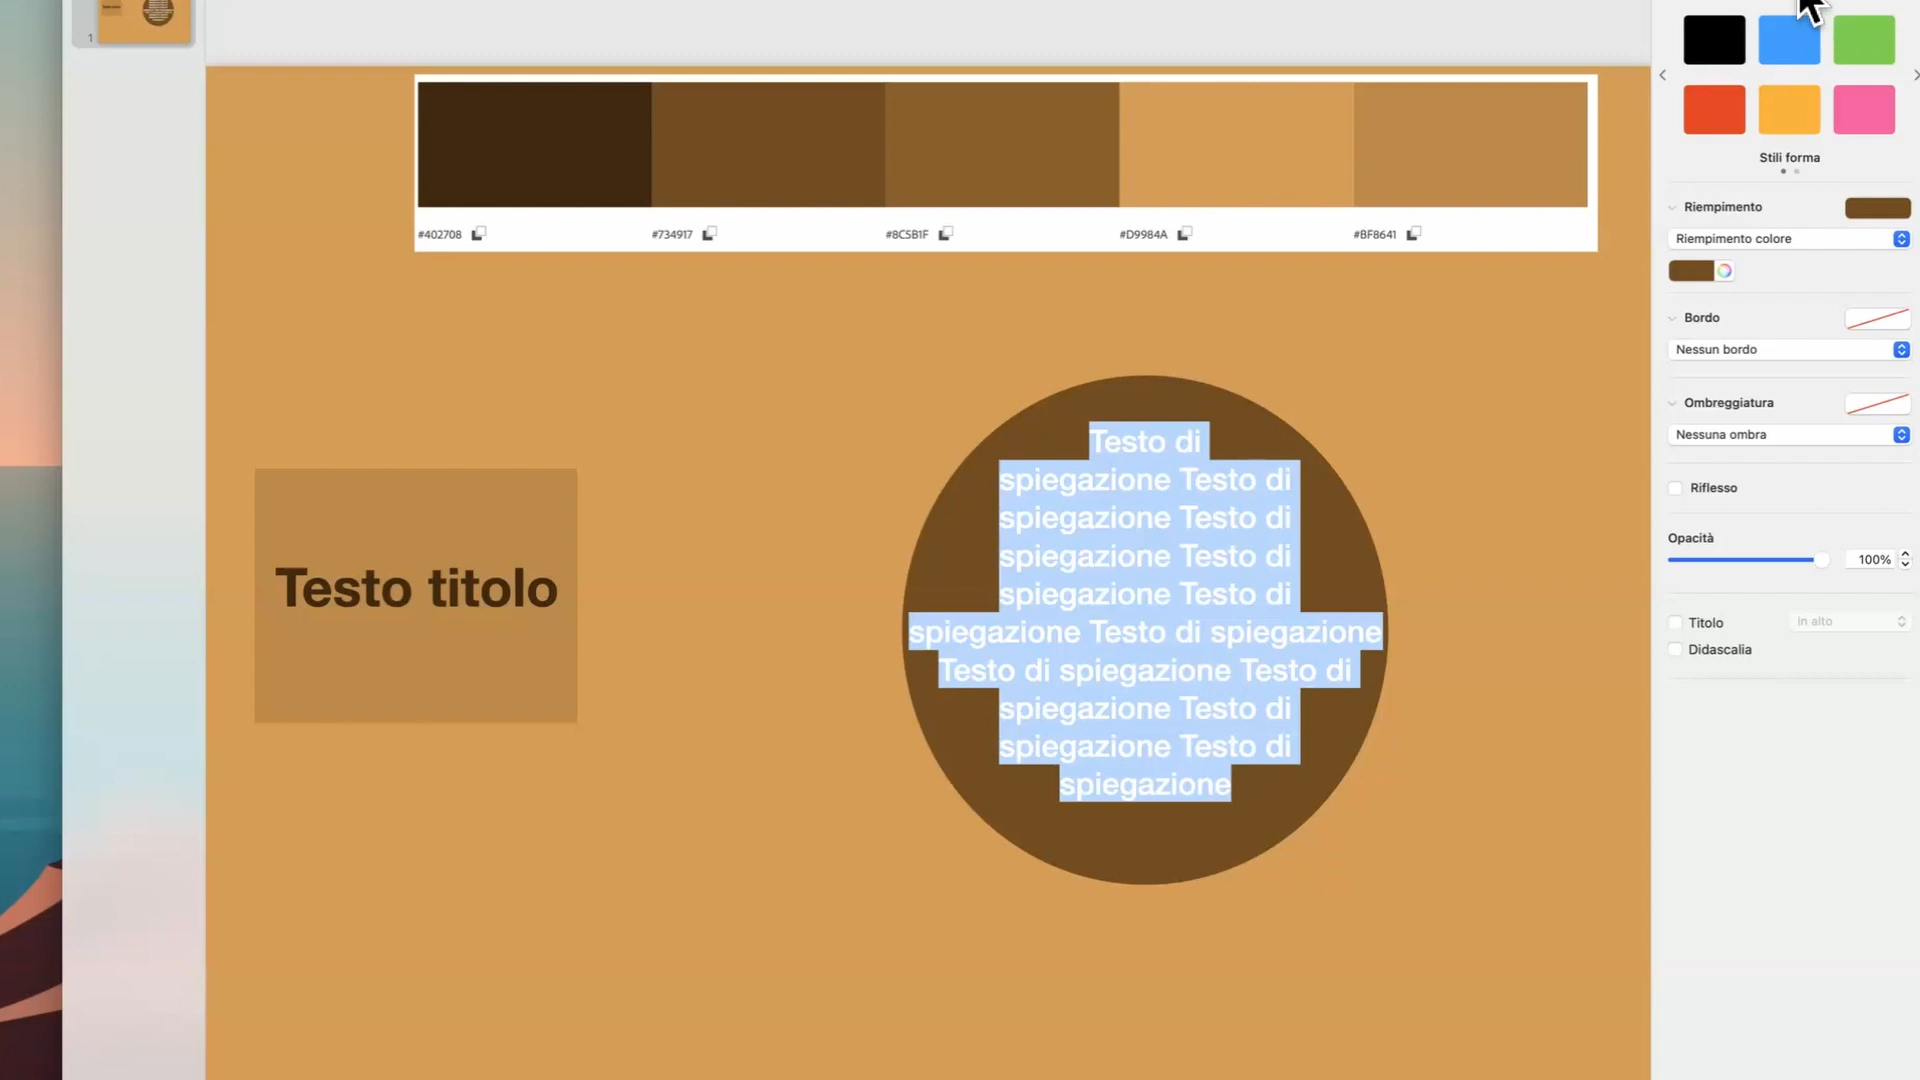 1
#402708
#734917
#8C5B1F
#D9984A
#BF8641
Testo titolo
Testo di
spiegazione Testo di
spiegazione Testo di
spiegazione Testo di
spiegazione Testo di
spiegazione Testo di spiegazione
Testo di spiegazione Testo di
spiegazione Testo di
spiegazione Testo di
spiegazione
Stili forma
Riempimento
Riempimento colore
Bordo
Nessun bordo
Ombreggiatura
Nessuna ombra
Riflesso
Opacità
100%
Titolo
In alto
Didascalia